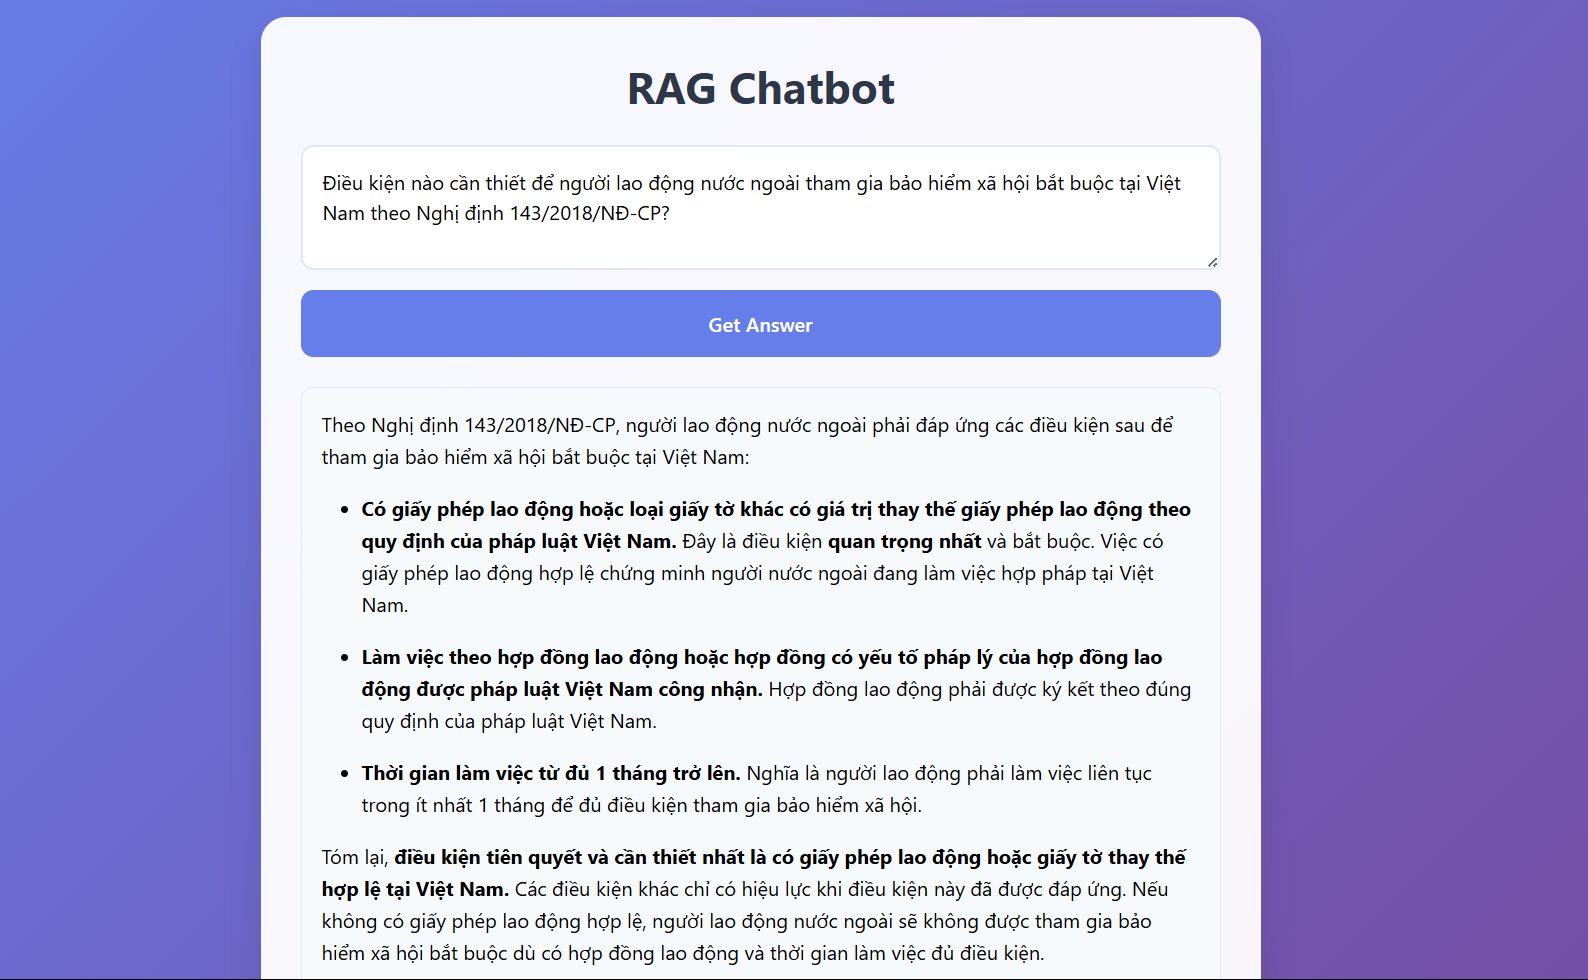 RAG Chatbot
Điều kiện nào cần thiết để người lao động nước ngoài tham gia bảo hiểm xã hội bắt buộc tại Việt
Nam theo Nghị định 143/2018/NĐ-CP?
Get Answer
Theo Nghị định 143/2018/NĐ-CP, người lao động nước ngoài phải đáp ứng các điều kiện sau để
tham gia bảo hiểm xã hội bắt buộc tại Việt Nam:
• Có giấy phép lao động hoặc loại giấy tờ khác có giá trị thay thế giấy phép lao động theo
quy định của pháp luật Việt Nam. Đây là điều kiện quan trọng nhất và bắt buộc. Việc có
giấy phép lao động hợp lệ chứng minh người nước ngoài đang làm việc hợp pháp tại Việt
Nam.
• Làm việc theo hợp đồng lao động hoặc hợp đồng có yếu tố pháp lý của hợp đồng lao
động được pháp luật Việt Nam công nhận. Hợp đồng lao động phải được ký kết theo đúng
quy định của pháp luật Việt Nam.
• Thời gian làm việc từ đủ 1 tháng trở lên. Nghĩa là người lao động phải làm việc liên tục
trong ít nhất 1 tháng để đủ điều kiện tham gia bảo hiểm xã hội.
Tóm lại, điều kiện tiên quyết và cần thiết nhất là có giấy phép lao động hoặc giấy tờ thay thế
hợp lệ tại Việt Nam. Các điều kiện khác chỉ có hiệu lực khi điều kiện này đã được đáp ứng. Nếu
không có giấy phép lao động hợp lệ, người lao động nước ngoài sẽ không được tham gia bảo
hiểm xã hội bắt buộc dù có hợp đồng lao động và thời gian làm việc đủ điều kiện.